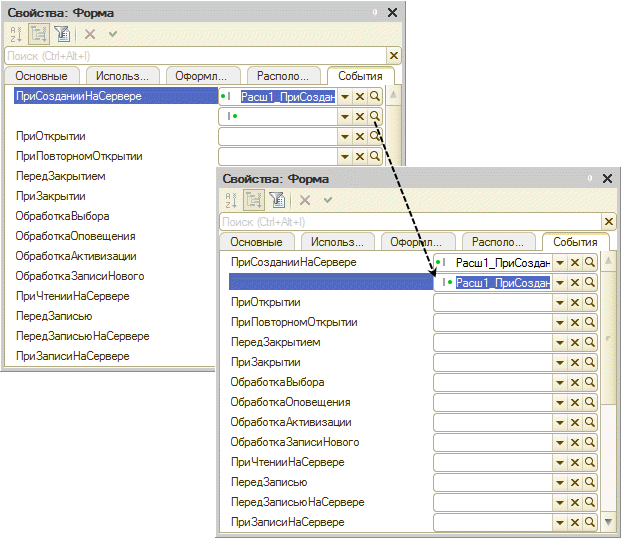 Свойства: Форма
Поиск (Ctrl+Alt+I)
Основные Использ... Оформл... Располо... События
ПриСозданииНаСервере Расш1_ПриСоздан
ПриОткрытии
ПриПовторномОткрытии
ПередЗакрытием
ПриЗакрытии
ОбработкаВыбора
ОбработкаОповещения
ОбработкаАктивизации
ОбработкаЗаписиНового
ПриЧтенииНаСервере
ПередЗаписью
ПередЗаписьюНаСервере
ПриЗаписиНаСервере
Свойства: Форма
Поиск (Ctrl+Alt+I)
Основные Использ... Оформл... Располо... События
ПриСозданииНаСервере Расш1_ПриСоздан
Расш1_ПриСоздан
ПриОткрытии
ПриПовторномОткрытии
ПередЗакрытием
ПриЗакрытии
ОбработкаВыбора
ОбработкаОповещения
ОбработкаАктивизации
ОбработкаЗаписиНового
ПриЧтенииНаСервере
ПередЗаписью
ПередЗаписьюНаСервере
ПриЗаписиНаСервере